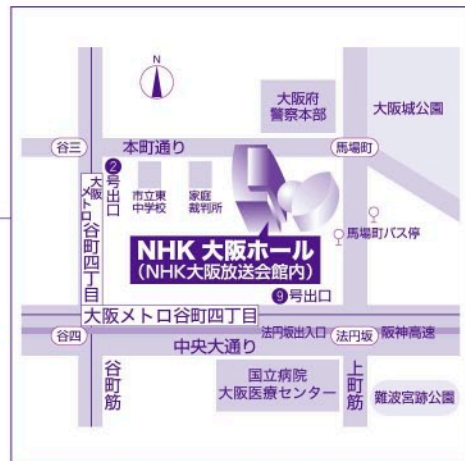 N
大阪府
警察本部
大阪城公園
谷三
本町通り
馬場町
❷号出口
市立東
中学校
家庭
裁判所
馬場町バス停
大阪メトロ谷町四丁目
NHK 大阪ホール
(NHK大阪放送会館内)
❾号出口
大阪メトロ谷町四丁目
谷四
中央大通り
法円坂出入口
法円坂
阪神高速
谷町筋
国立病院
大阪医療センター
上町筋
難波宮跡公園